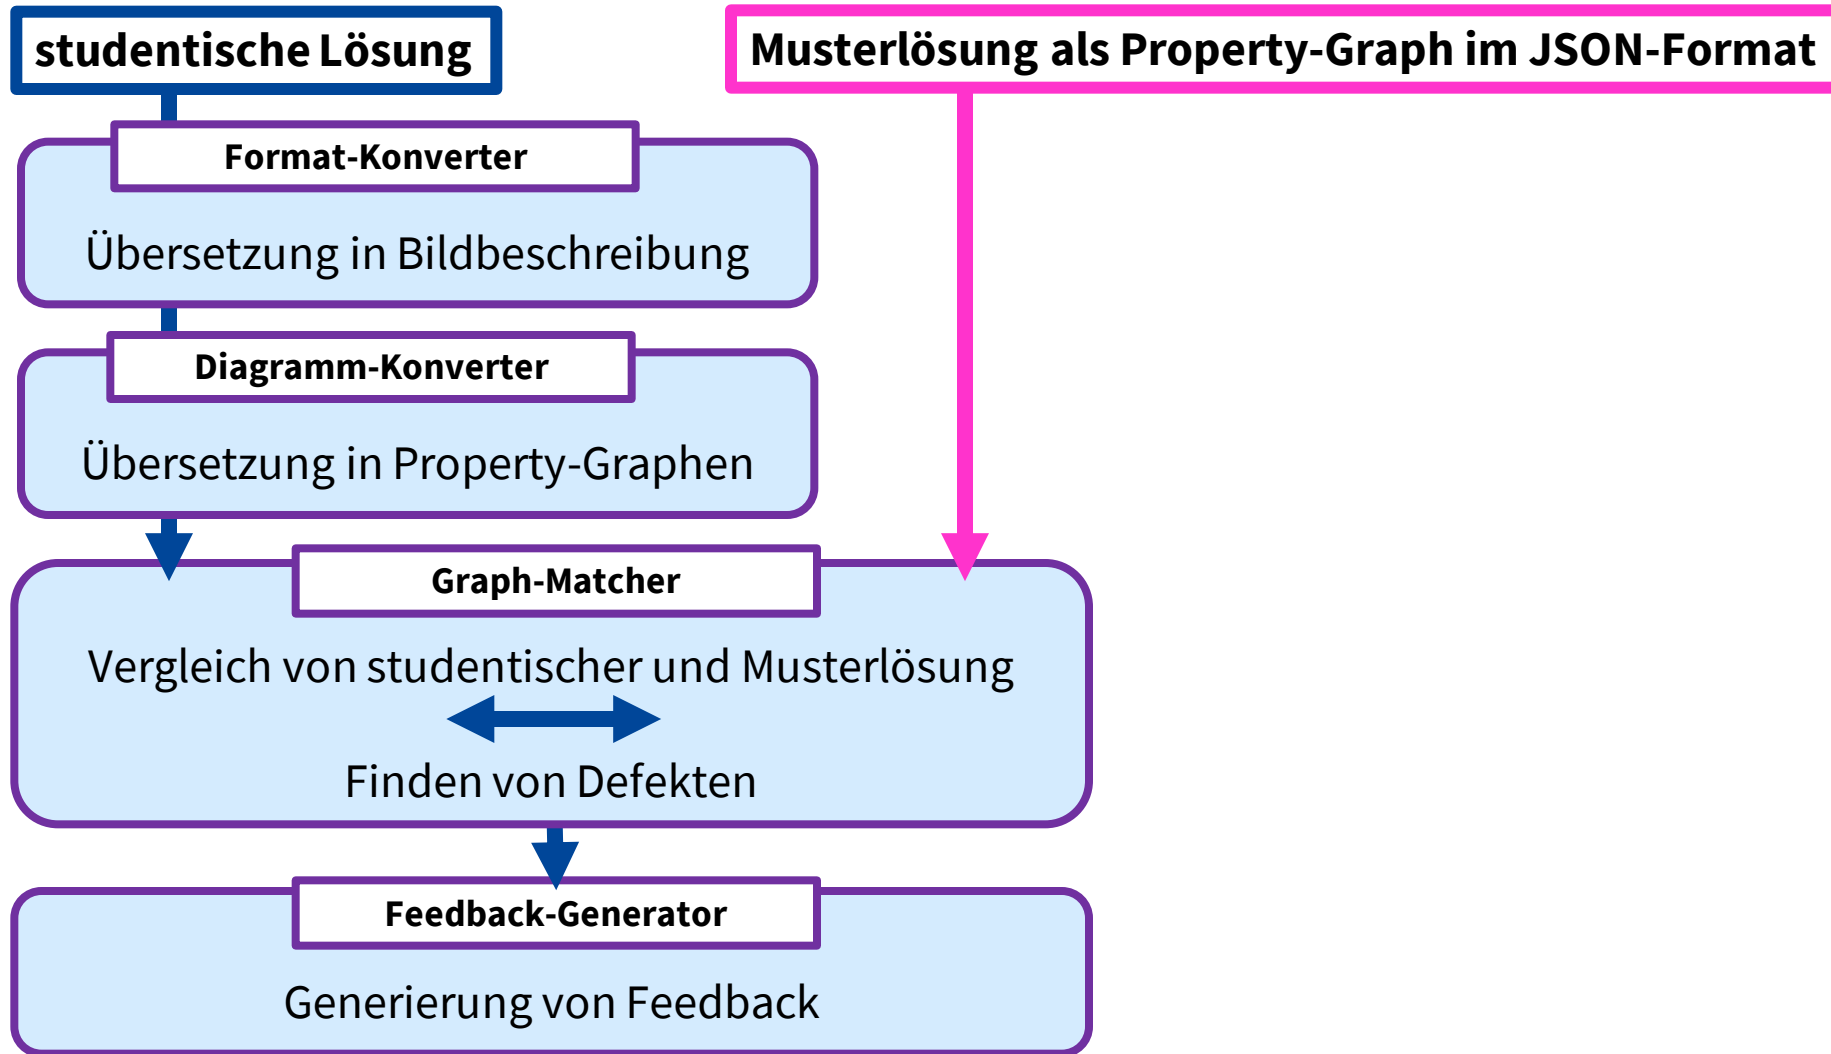 studentische Lösung
Musterlösung als Property-Graph im JSON-Format
Format-Konverter
Übersetzung in Bildbeschreibung
Diagramm-Konverter
Übersetzung in Property-Graphen
Graph-Matcher
Vergleich von studentischer und Musterlösung
Finden von Defekten
Feedback-Generator
Generierung von Feedback